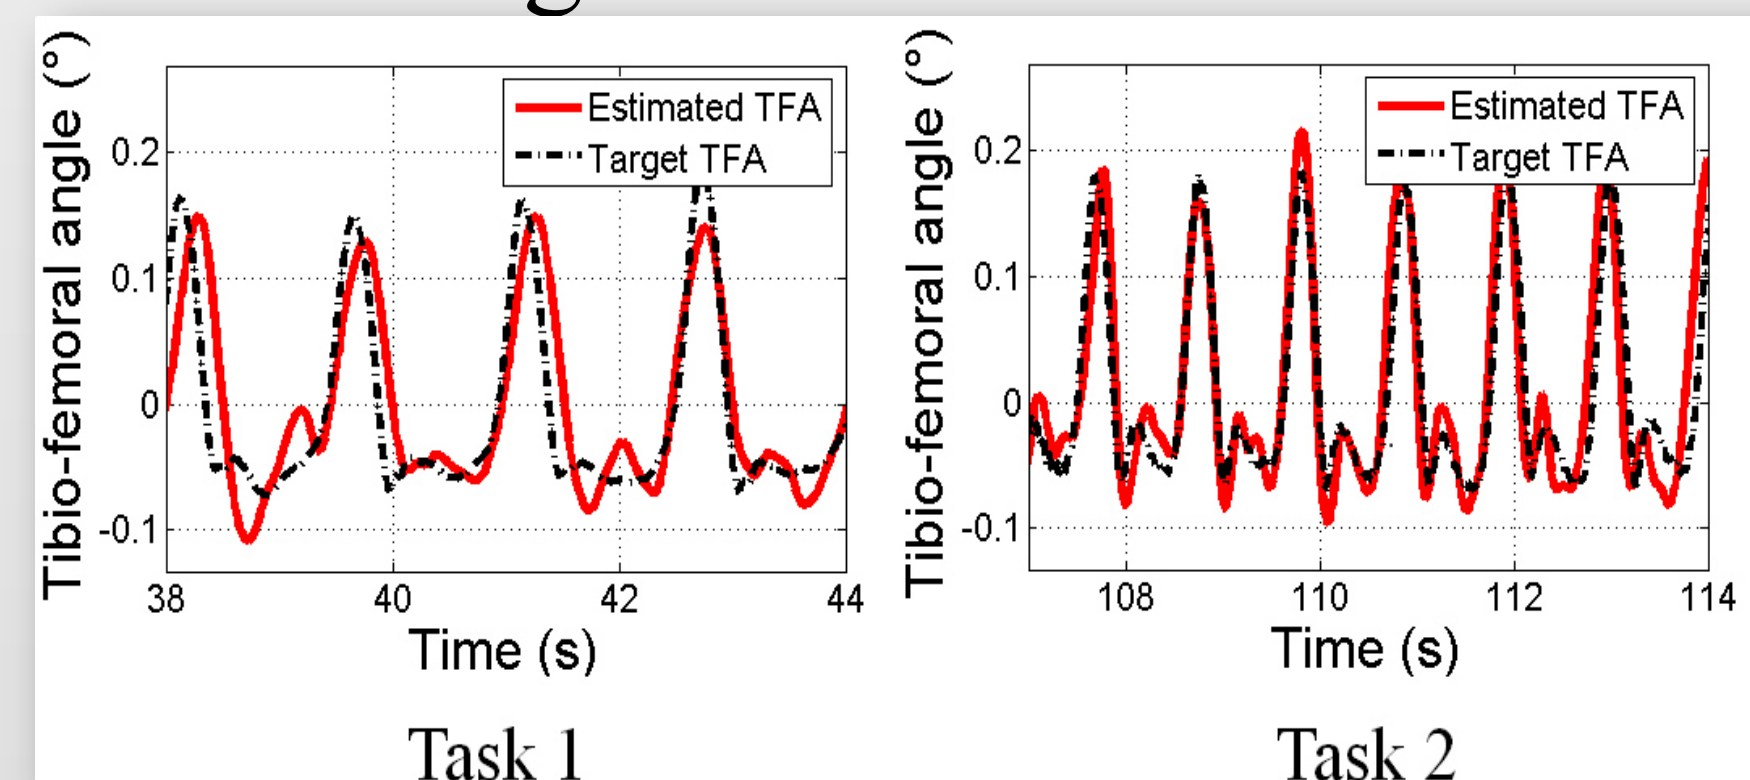 Tibio-femoral angle (°)
0.2
0.1
0
-0.1
38
40
42
44
Time (s)
Estimated TFA
Target TFA
Task 1
Tibio-femoral angle (°)
0.2
0.1
0
-0.1
108
110
112
114
Time (s)
Estimated TFA
Target TFA
Task 2